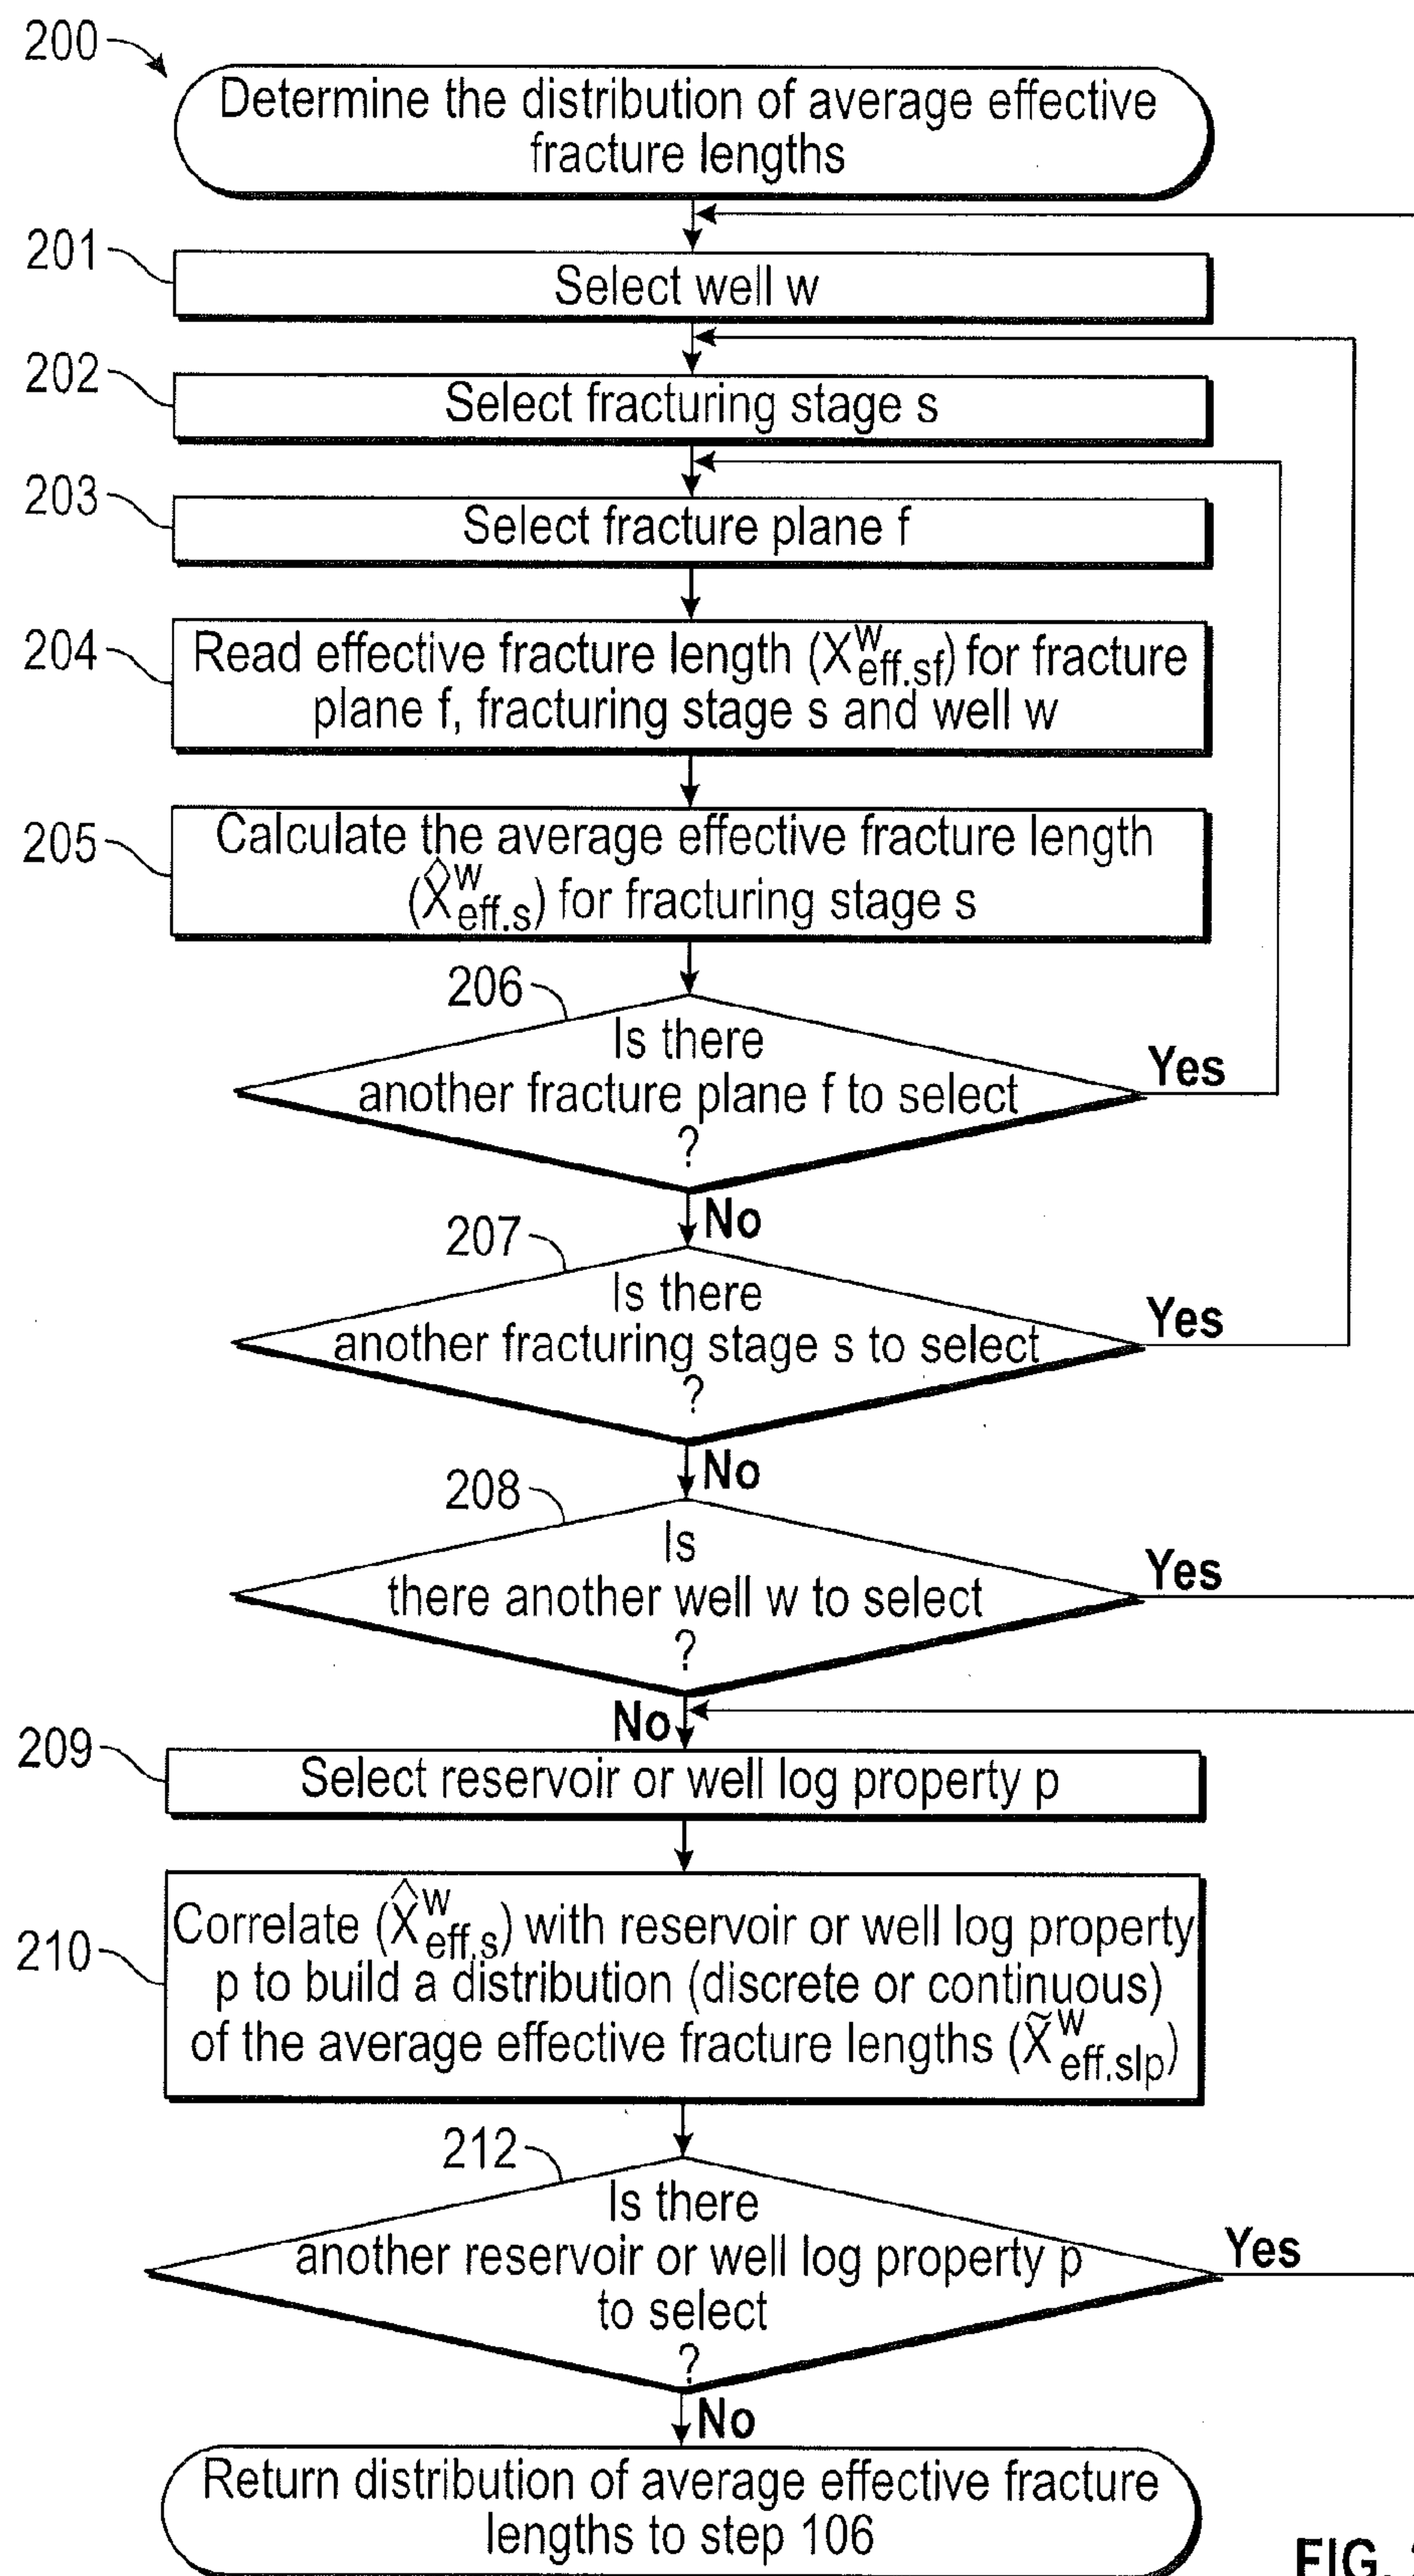 200
Determine the distribution of average effective
fracture lengths
201
Select well w
202
Select fracturing stage s
203
Select fracture plane f
204
Read effective fracture length (X^w_eff.sf) for fracture
plane f, fracturing stage s and well w
205
Calculate the average effective fracture length
(X̂^w_eff.s) for fracturing stage s
206
Is there
another fracture plane f to select
?
Yes
No
207
Is there
another fracturing stage s to select
?
Yes
No
208
Is
there another well w to select
?
Yes
No
209
Select reservoir or well log property p
210
Correlate (X̂^w_eff,s) with reservoir or well log property
p to build a distribution (discrete or continuous)
of the average effective fracture lengths (X̃^w_eff.s|p)
212
Is there
another reservoir or well log property p
to select
?
Yes
No
Return distribution of average effective fracture
lengths to step 106
FIG.